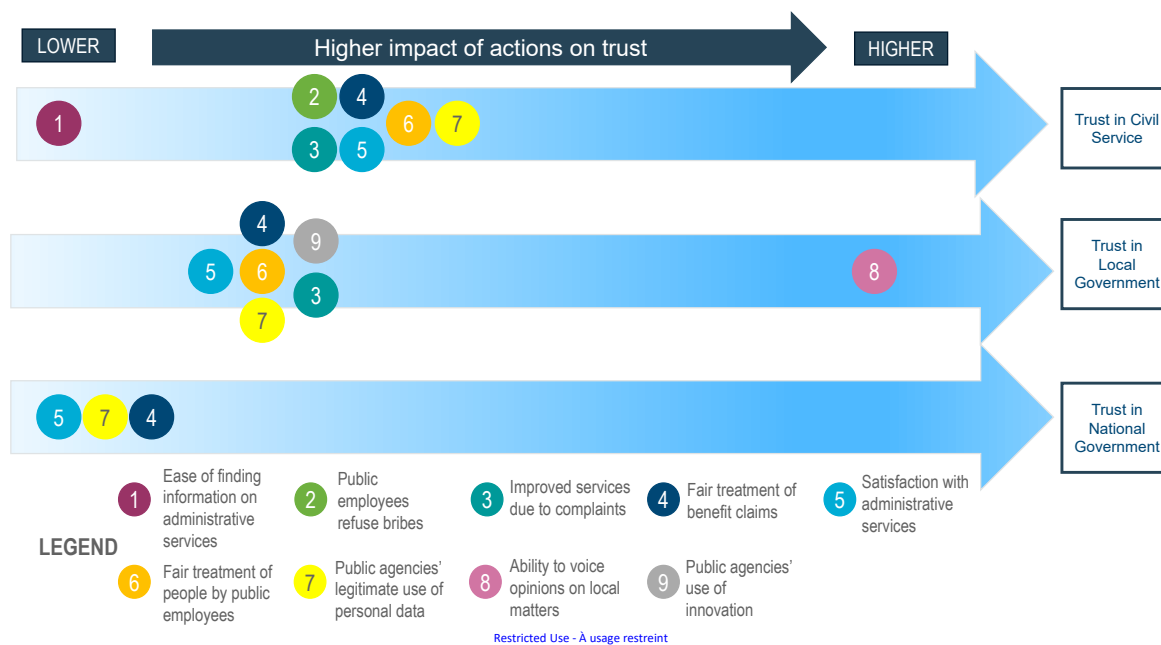 LOWER
Higher impact of actions on trust
HIGHER
1
2
4
3
5
6
7
Trust in Civil
Service
4
9
5
6
8
3
7
Trust in
Local
Government
5
7
4
Trust in
National
Government
LEGEND
1
Ease of finding
information on
administrative
services
2
Public
employees
refuse bribes
3
Improved services
due to complaints
4
Fair treatment of
benefit claims
5
Satisfaction with
administrative
services
6
Fair treatment of
people by public
employees
7
Public agencies’
legitimate use of
personal data
8
Ability to voice
opinions on local
matters
9
Public agencies’
use of
innovation
Restricted Use - À usage restreint